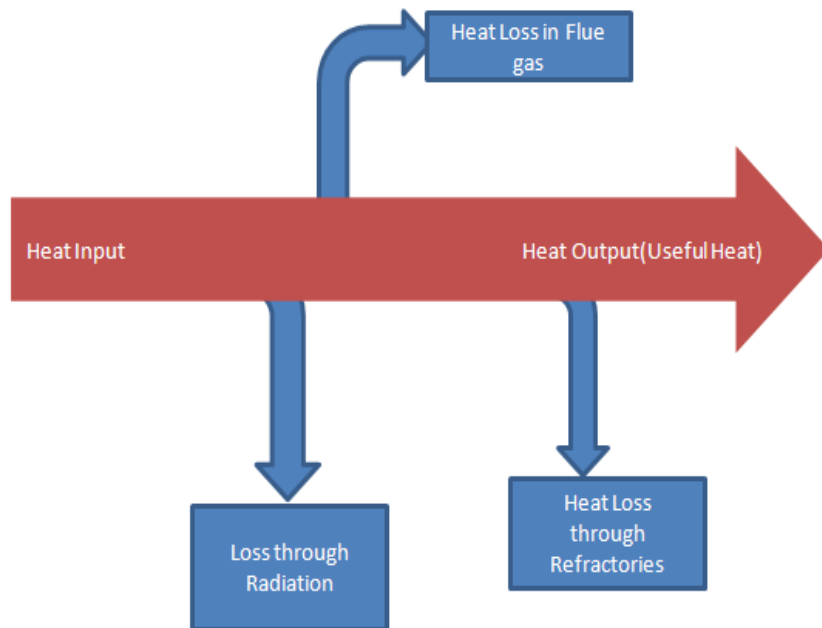 Heat Loss in Flue
gas
Heat Input
Heat Output(Useful Heat)
Loss through
Radiation
Heat Loss
through
Refractories